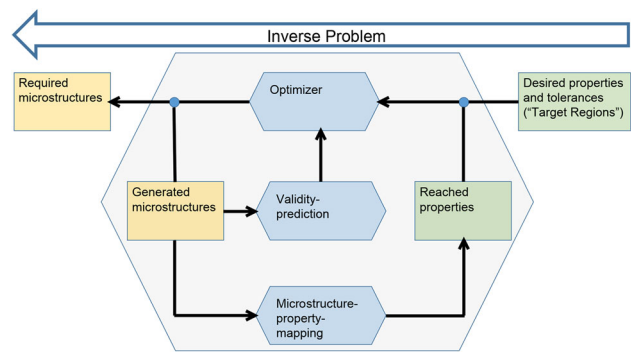 Inverse Problem
Required
microstructures
Optimizer
Desired properties
and tolerances
(“Target Regions”)
Generated
microstructures
Validity-
prediction
Reached
properties
Microstructure-
property-
mapping